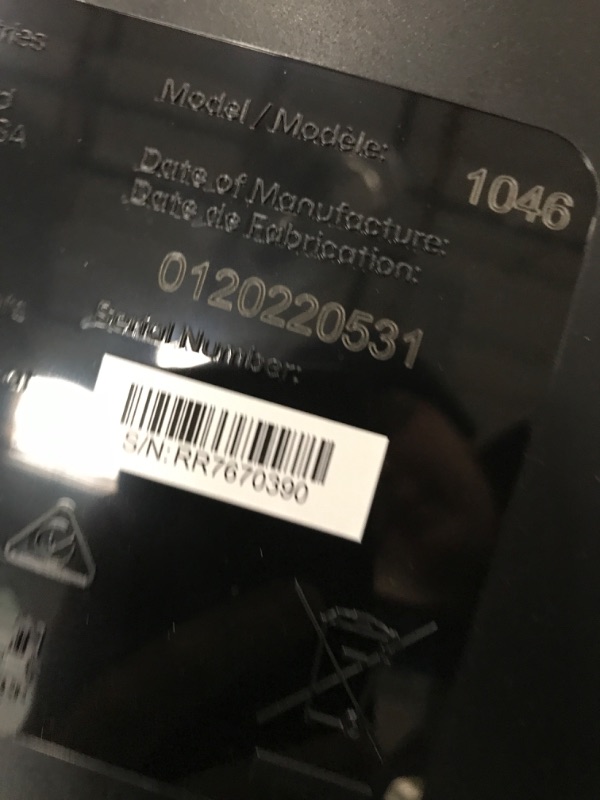 Model / Modèle:
1046
Date of Manufacture:
Date de Fabrication:
0120220531
Serial Number:
S/N: RR7670390